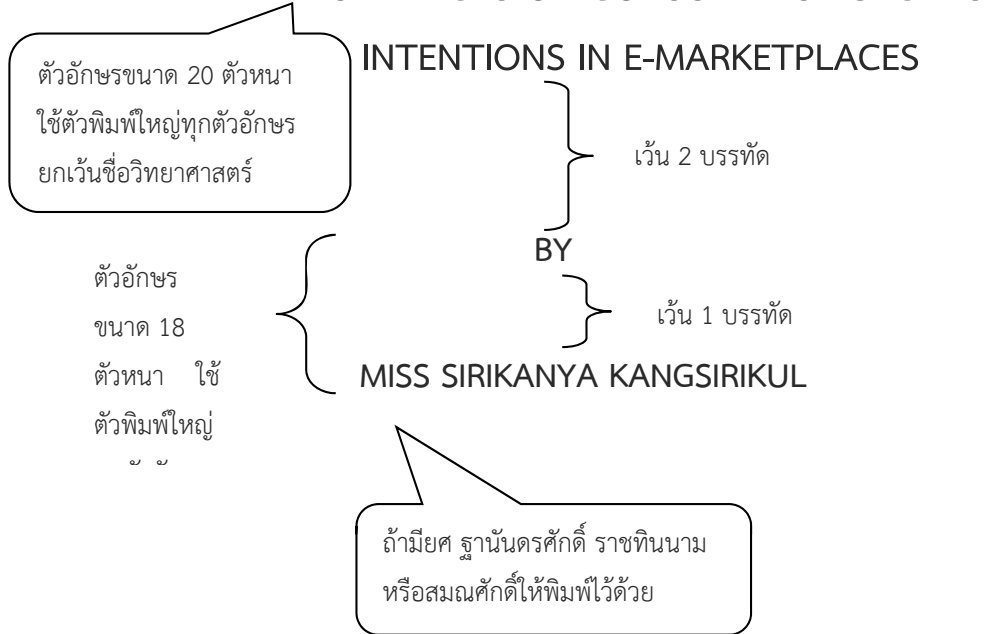 INTENTIONS IN E-MARKETPLACES
ตัวอักษรขนาด 20 ตัวหนา
ใช้ตัวพิมพ์ใหญ่ทุกตัวอักษร
ยกเว้นชื่อวิทยาศาสตร์
เว้น 2 บรรทัด
BY
ตัวอักษร
ขนาด 18
ตัวหนา ใช้
ตัวพิมพ์ใหญ่
เว้น 1 บรรทัด
MISS SIRIKANYA KANGSIRIKUL
ถ้ามียศ ฐานันดรศักดิ์ ราชทินนาม
หรือสมณศักดิ์ให้พิมพ์ไว้ด้วย